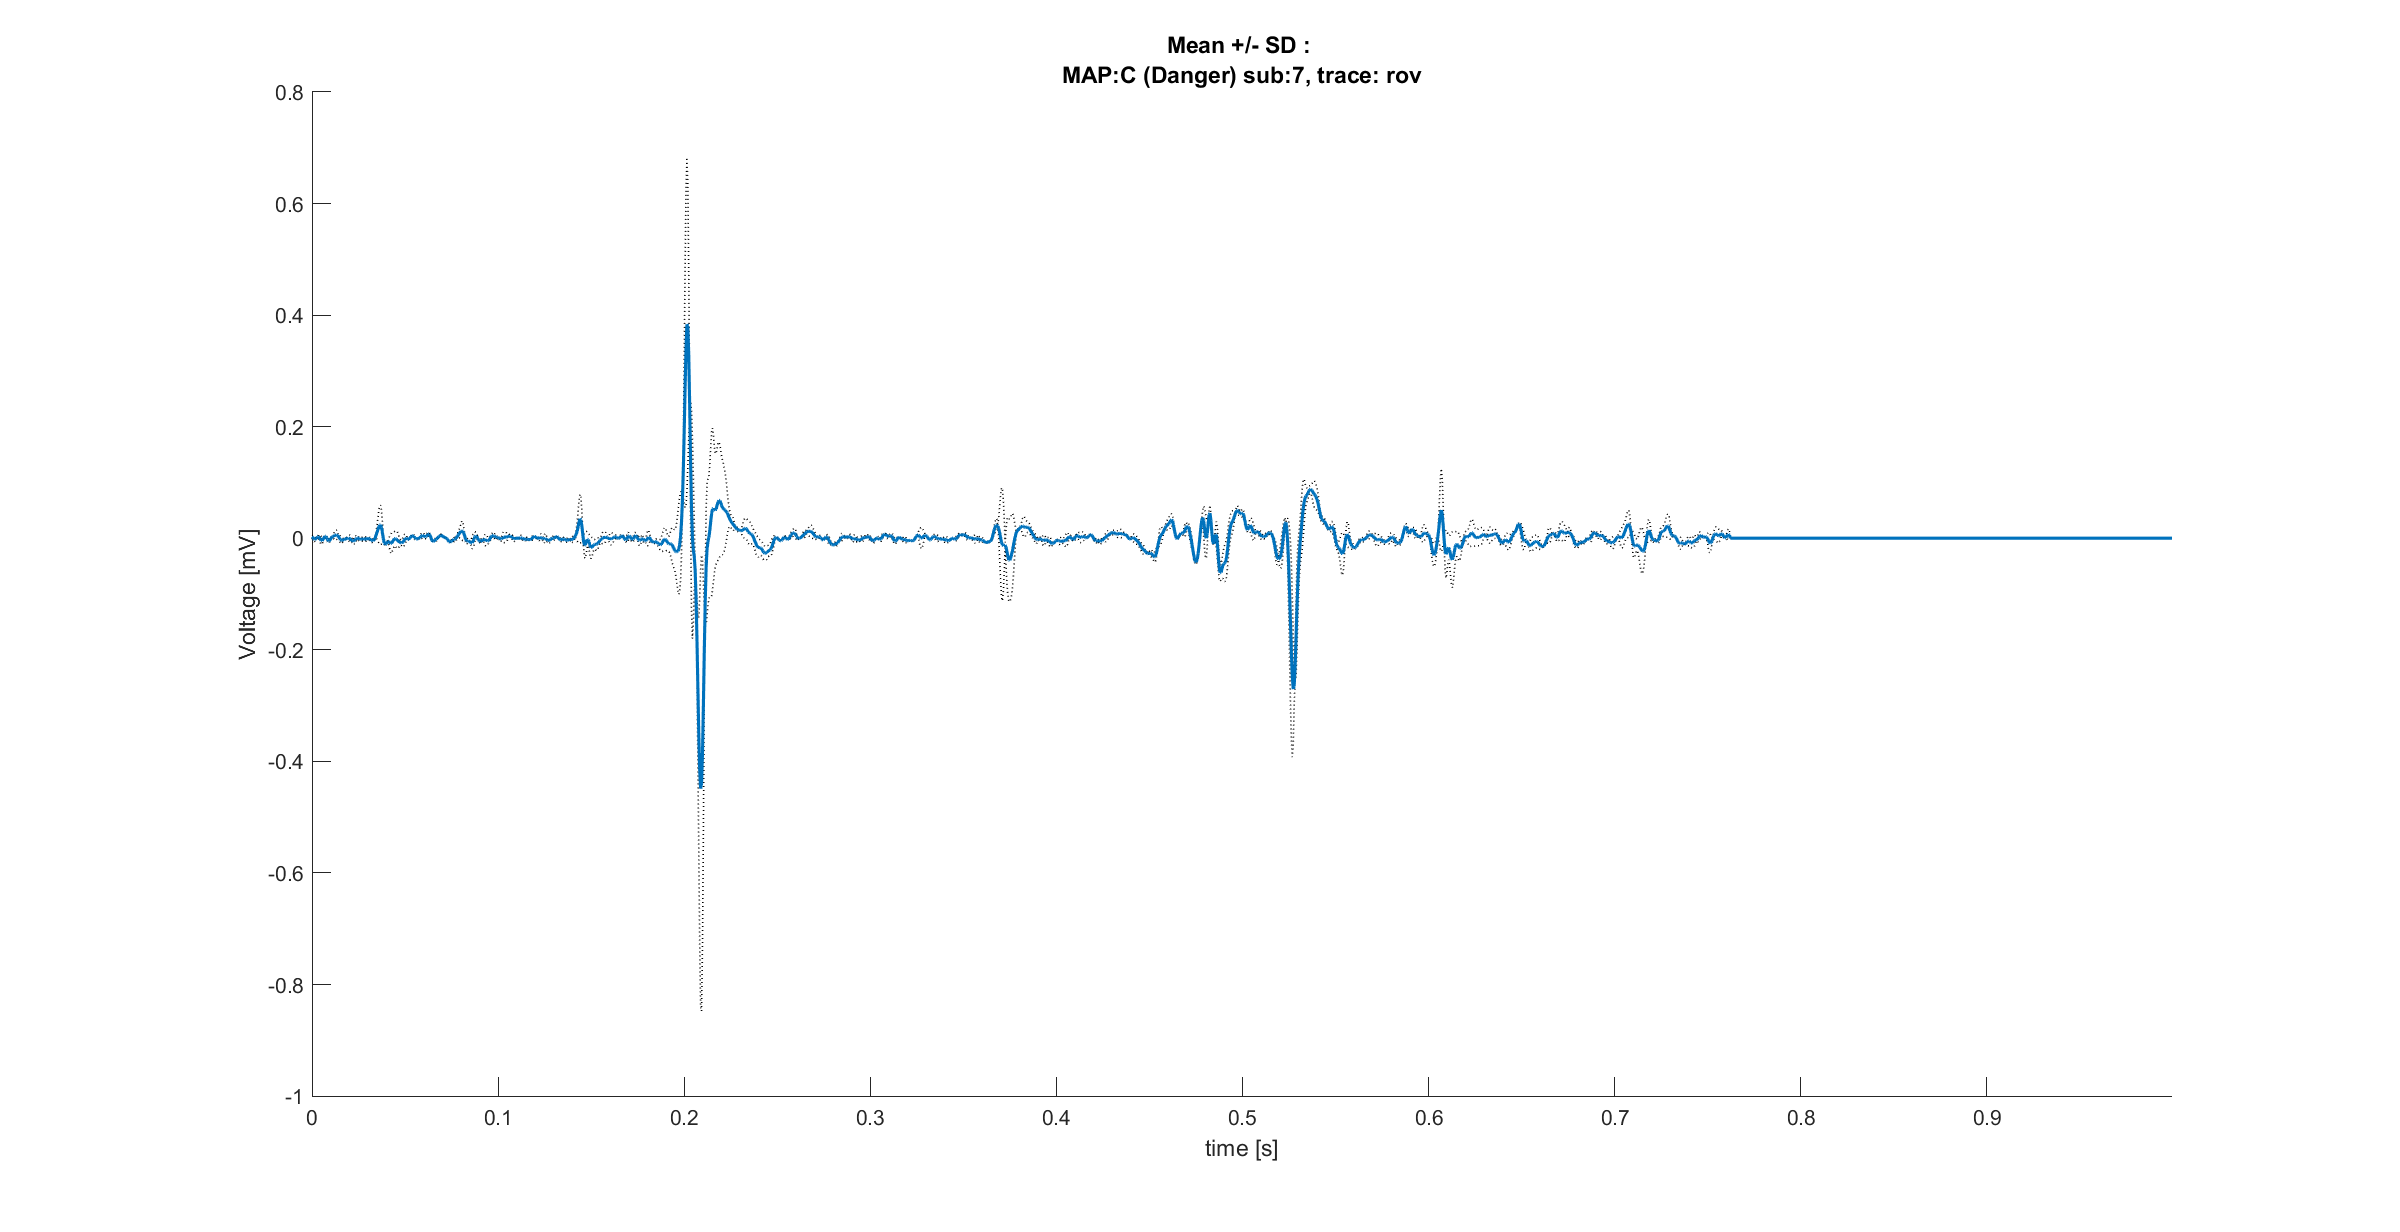 Mean +/- SD :
MAP:C (Danger) sub:7, trace: rov
0.8
0.6
0.4
0.2
0
-0.2
-0.4
-0.6
-0.8
-1
Voltage [mV]
0 0.1 0.2 0.3 0.4 0.5 0.6 0.7 0.8 0.9
time [s]